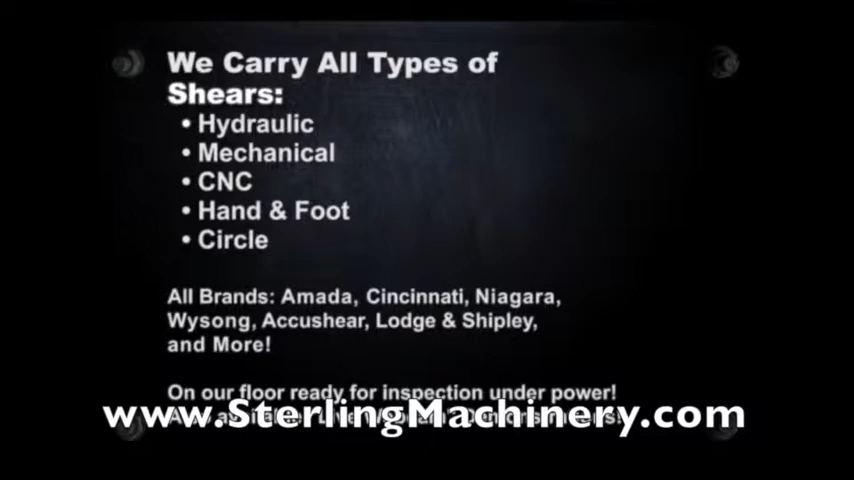 We Carry All Types of
Shears:
• Hydraulic
• Mechanical
• CNC
• Hand & Foot
• Circle
All Brands: Amada, Cincinnati, Niagara,
Wysong, Accushear, Lodge & Shipley,
and More!
On our floor ready for inspection under power!
www.SterlingMachinery.com